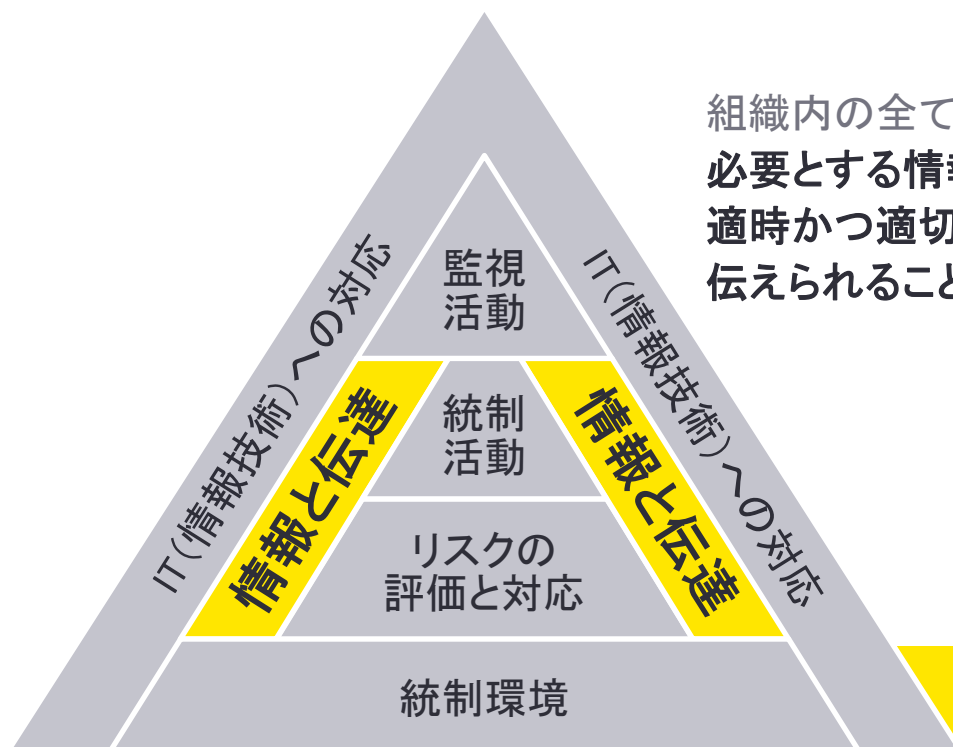 組織内の全て
必要とする情
適時かつ適切
伝えられるこ
監視
活動
IT(情報技術)への対応
IT(情報技術)への対応
情報と伝達
統制
活動
情報と伝達
リスクの
評価と対応
統制環境